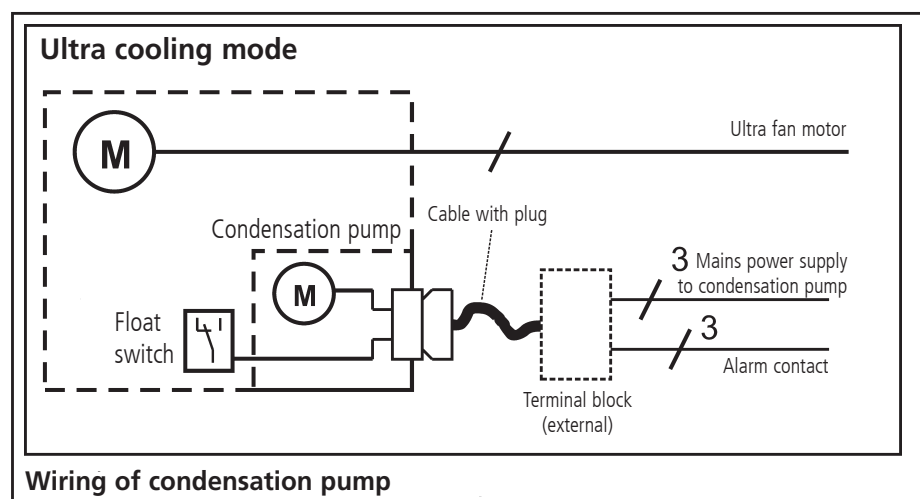 Ultra cooling mode
M
Ultra fan motor
Cable with plug
Condensation pump
M
3 Mains power supply
to condensation pump
Float
switch
3
Alarm contact
Terminal block
(external)
Wiring of condensation pump